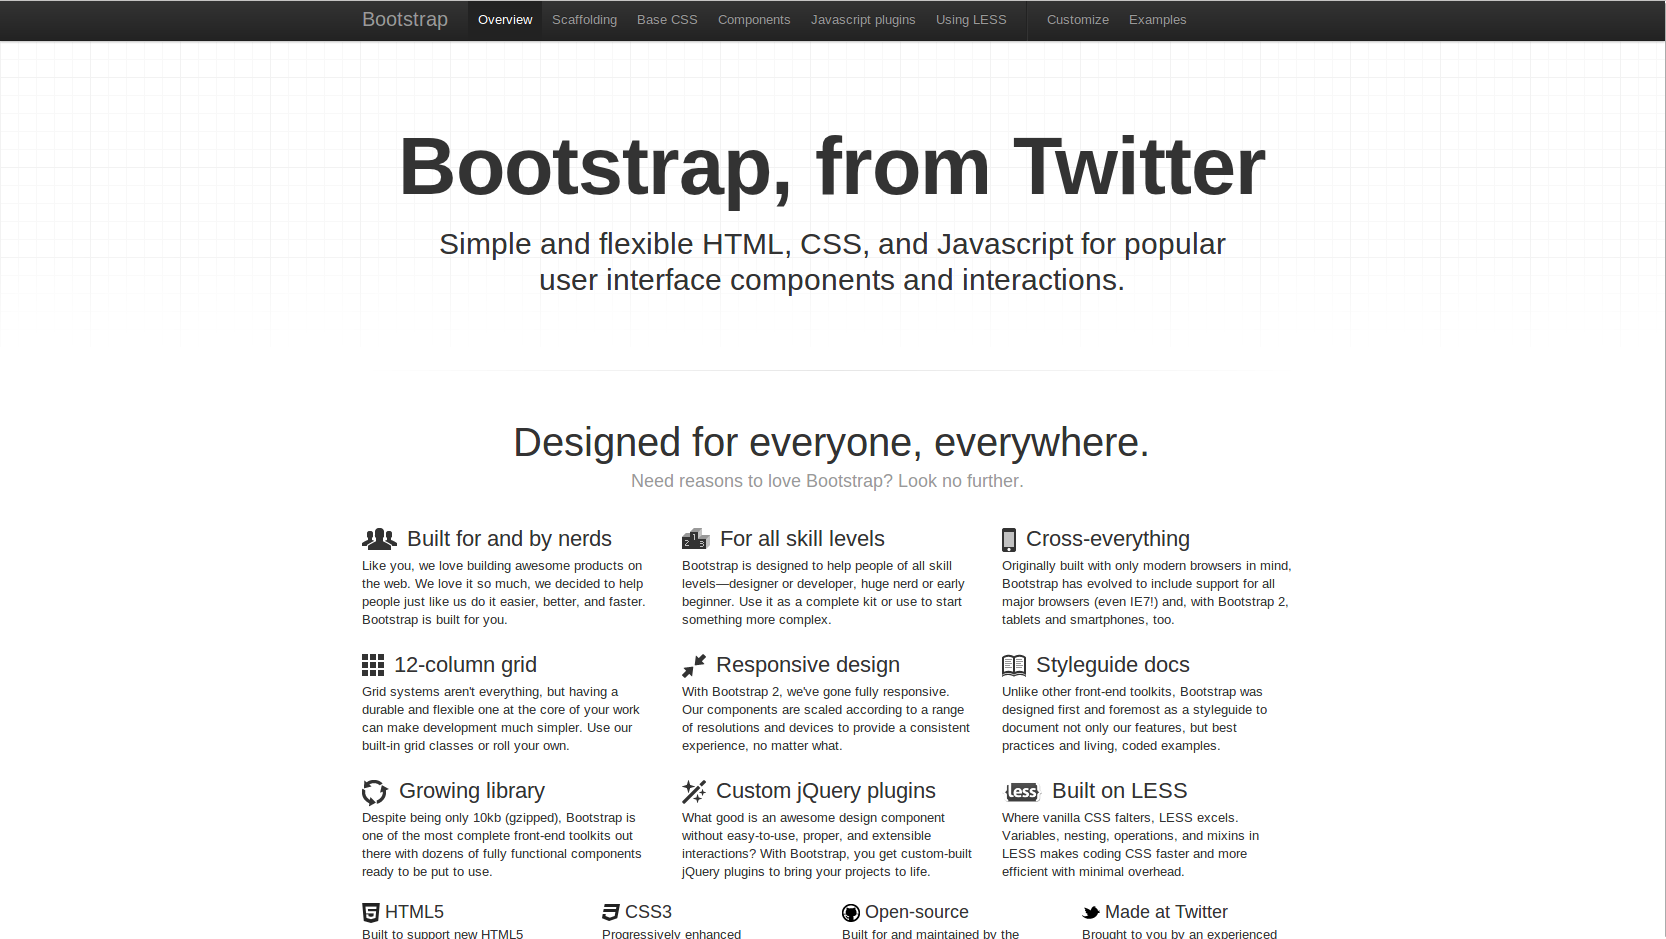 Bootstrap Overview Scaffolding Base CSS Components Javascript plugins Using LESS Customize Examples
Bootstrap, from Twitter
Simple and flexible HTML, CSS, and Javascript for popular
user interface components and interactions.
Designed for everyone, everywhere.
Need reasons to love Bootstrap? Look no further.
Built for and by nerds
Like you, we love building awesome products on
the web. We love it so much, we decided to help
people just like us do it easier, better, and faster.
Bootstrap is built for you.
1
2
3
For all skill levels
Bootstrap is designed to help people of all skill
levels—designer or developer, huge nerd or early
beginner. Use it as a complete kit or use to start
something more complex.
Cross-everything
Originally built with only modern browsers in mind,
Bootstrap has evolved to include support for all
major browsers (even IE7!) and, with Bootstrap 2,
tablets and smartphones, too.
12-column grid
Grid systems aren't everything, but having a
durable and flexible one at the core of your work
can make development much simpler. Use our
built-in grid classes or roll your own.
Responsive design
With Bootstrap 2, we've gone fully responsive.
Our components are scaled according to a range
of resolutions and devices to provide a consistent
experience, no matter what.
Styleguide docs
Unlike other front-end toolkits, Bootstrap was
designed first and foremost as a styleguide to
document not only our features, but best
practices and living, coded examples.
Growing library
Despite being only 10kb (gzipped), Bootstrap is
one of the most complete front-end toolkits out
there with dozens of fully functional components
ready to be put to use.
Custom jQuery plugins
What good is an awesome design component
without easy-to-use, proper, and extensible
interactions? With Bootstrap, you get custom-built
jQuery plugins to bring your projects to life.
{less}
Built on LESS
Where vanilla CSS falters, LESS excels.
Variables, nesting, operations, and mixins in
LESS makes coding CSS faster and more
efficient with minimal overhead.
HTML5
Built to support new HTML5
CSS3
Progressively enhanced
Open-source
Built for and maintained by the
Made at Twitter
Brought to you by an experienced